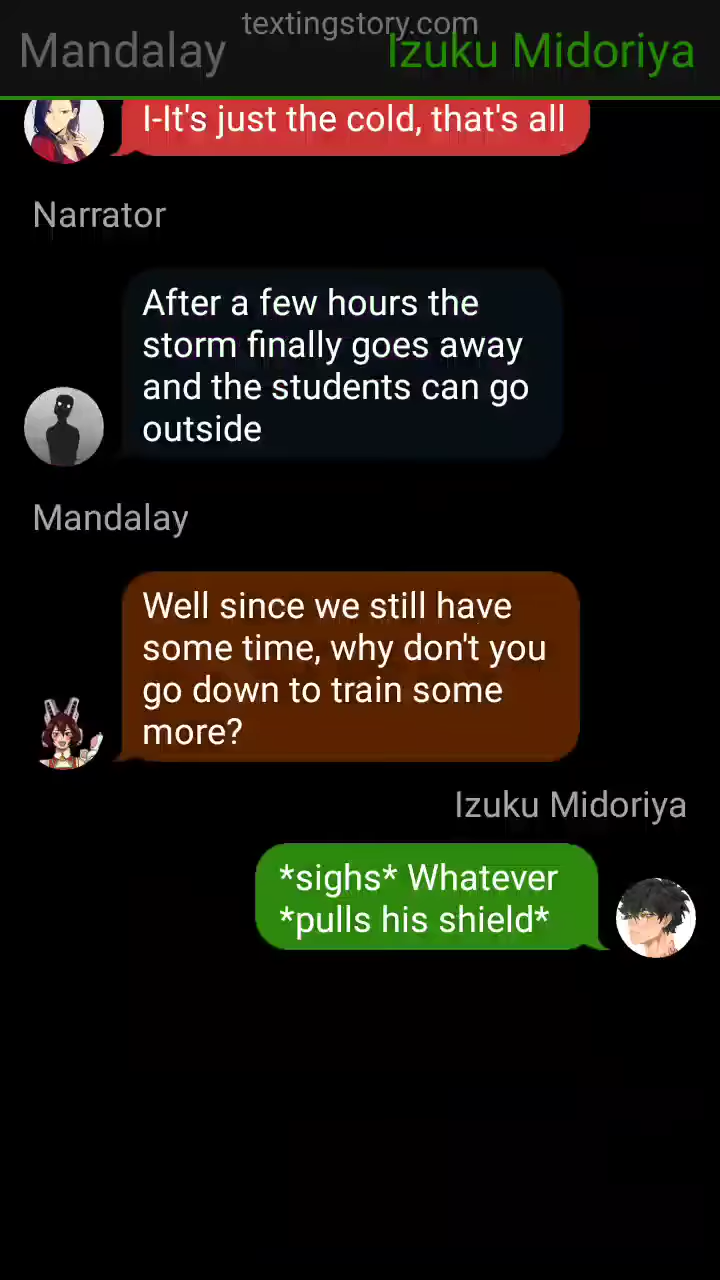 textingstory.com
Mandalay
Izuku Midoriya
I-It's just the cold, that's all
Narrator
After a few hours the
storm finally goes away
and the students can go
outside
Mandalay
Well since we still have
some time, why don't you
go down to train some
more?
Izuku Midoriya
*sighs* Whatever
*pulls his shield*